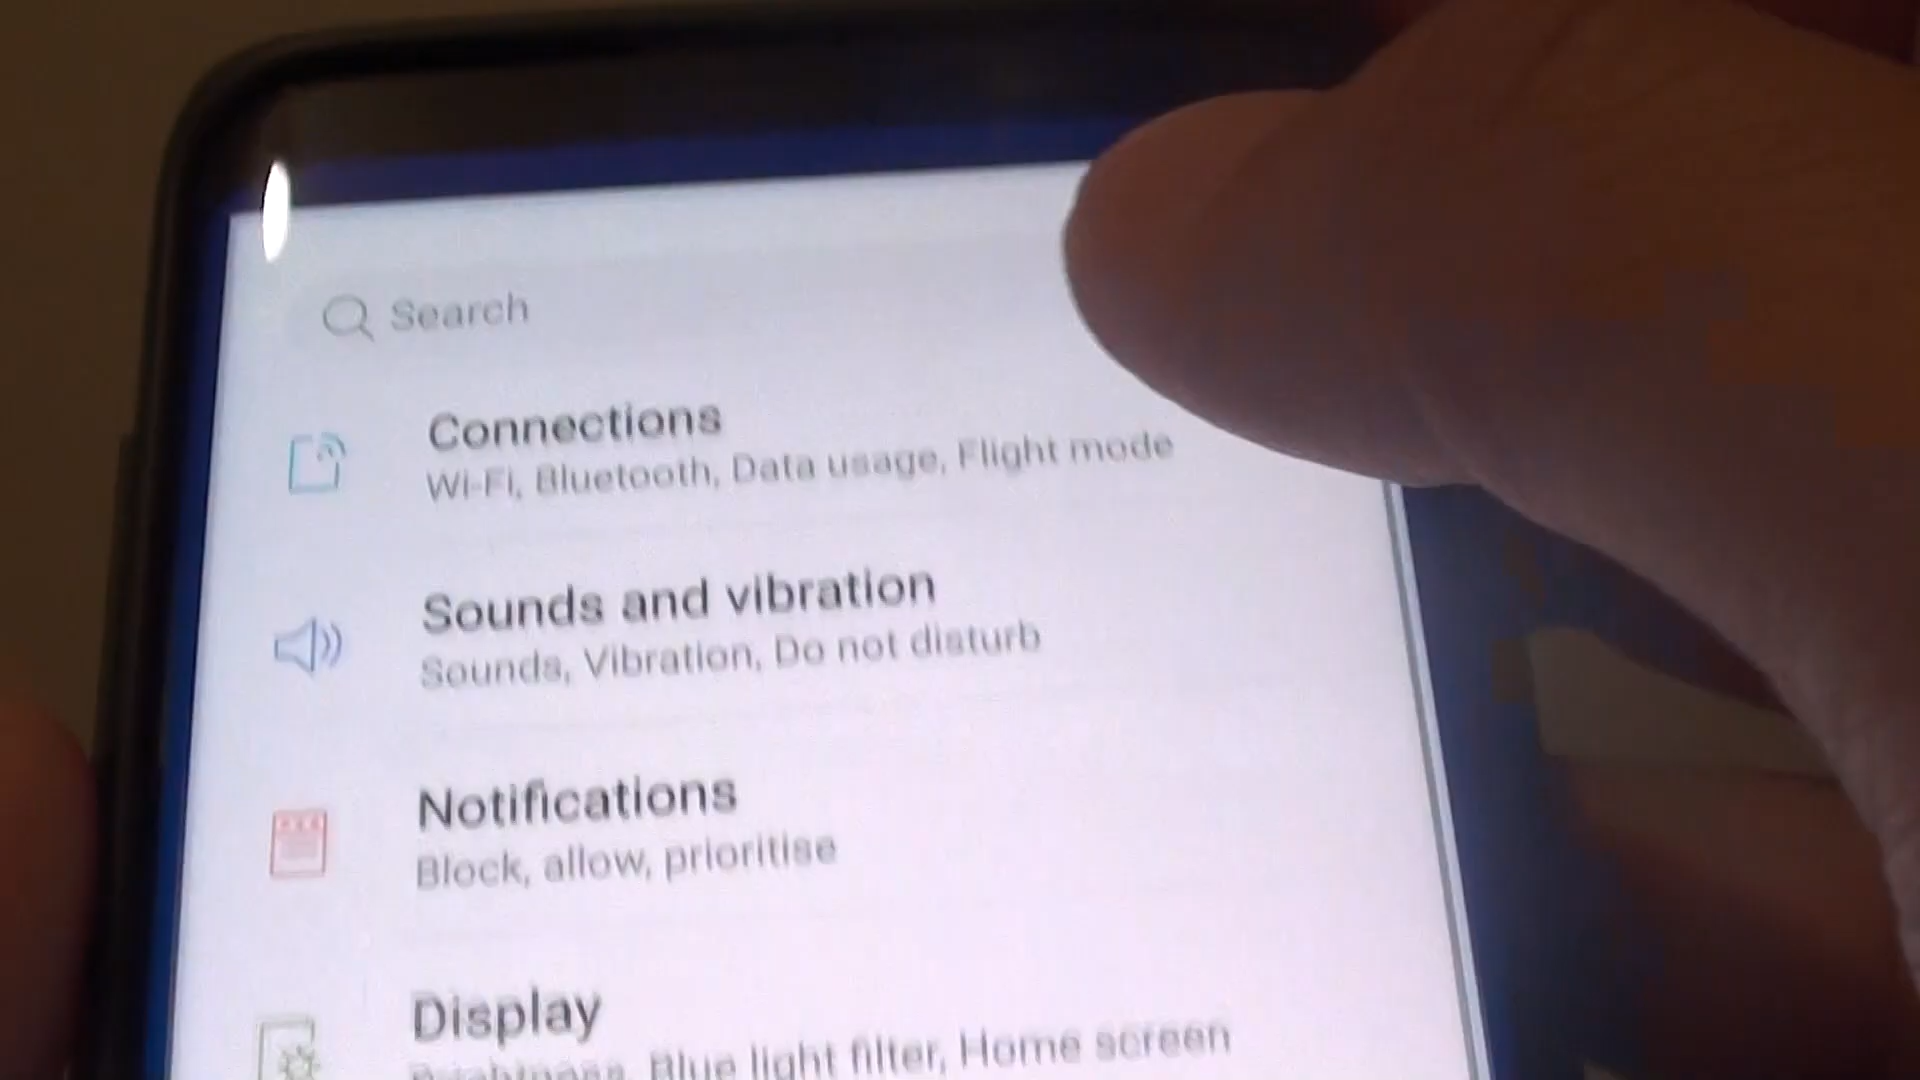 Search
Connections
Wi-Fi, Bluetooth, Data usage, Flight mode
Sounds and vibration
Sounds, Vibration, Do not disturb
Notifications
Block, allow, prioritise
Display
Brightness, Blue light filter, Home screen